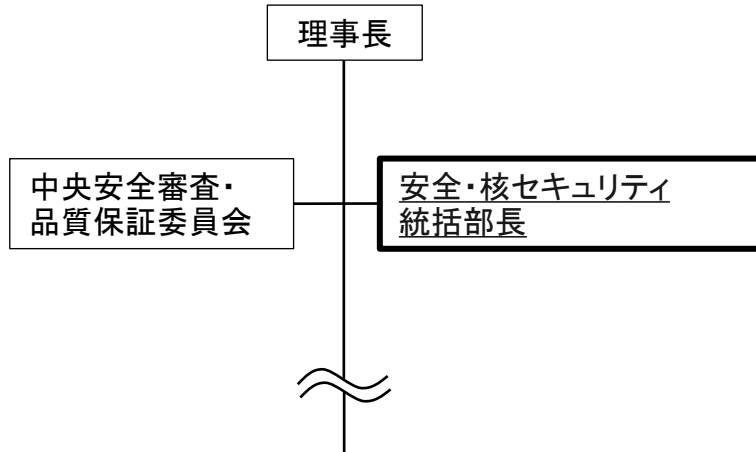 理事長
中央安全審査・
品質保証委員会
安全・核セキュリティ
統括部長